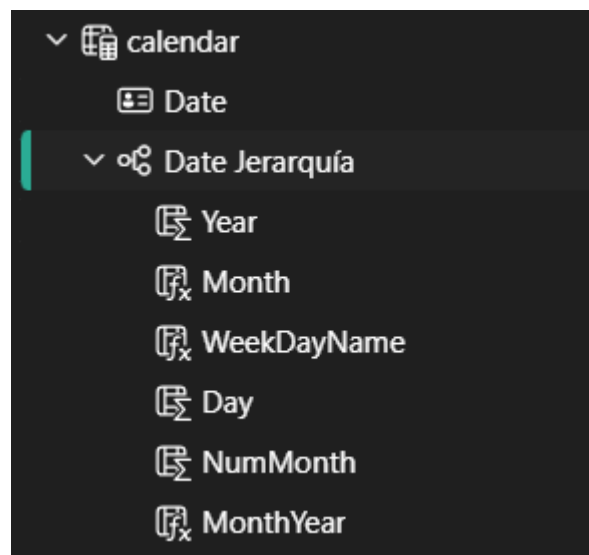 calendar
Date
Date Jerarquía
Year
Month
WeekDayName
Day
NumMonth
MonthYear